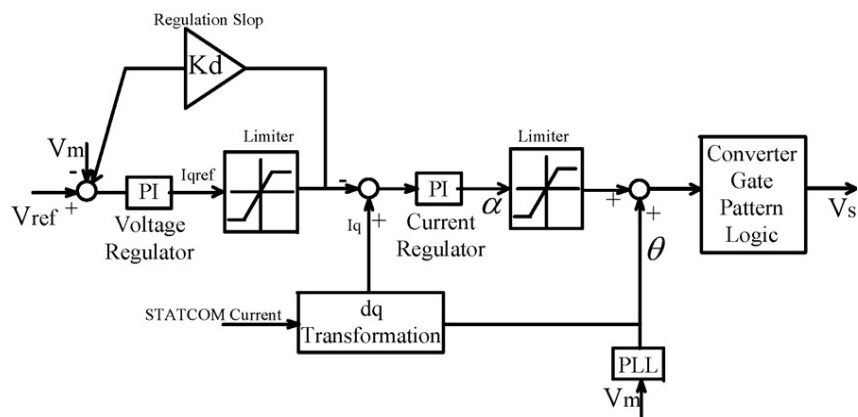 Regulation Slop
Kd
Vm
-
Vref
+
PI
Voltage
Regulator
Iqref
Limiter
-
+
Iq
PI
Current
Regulator
α
Limiter
+
+
θ
Converter
Gate
Pattern
Logic
Vs
STATCOM Current
dq
Transformation
PLL
Vm